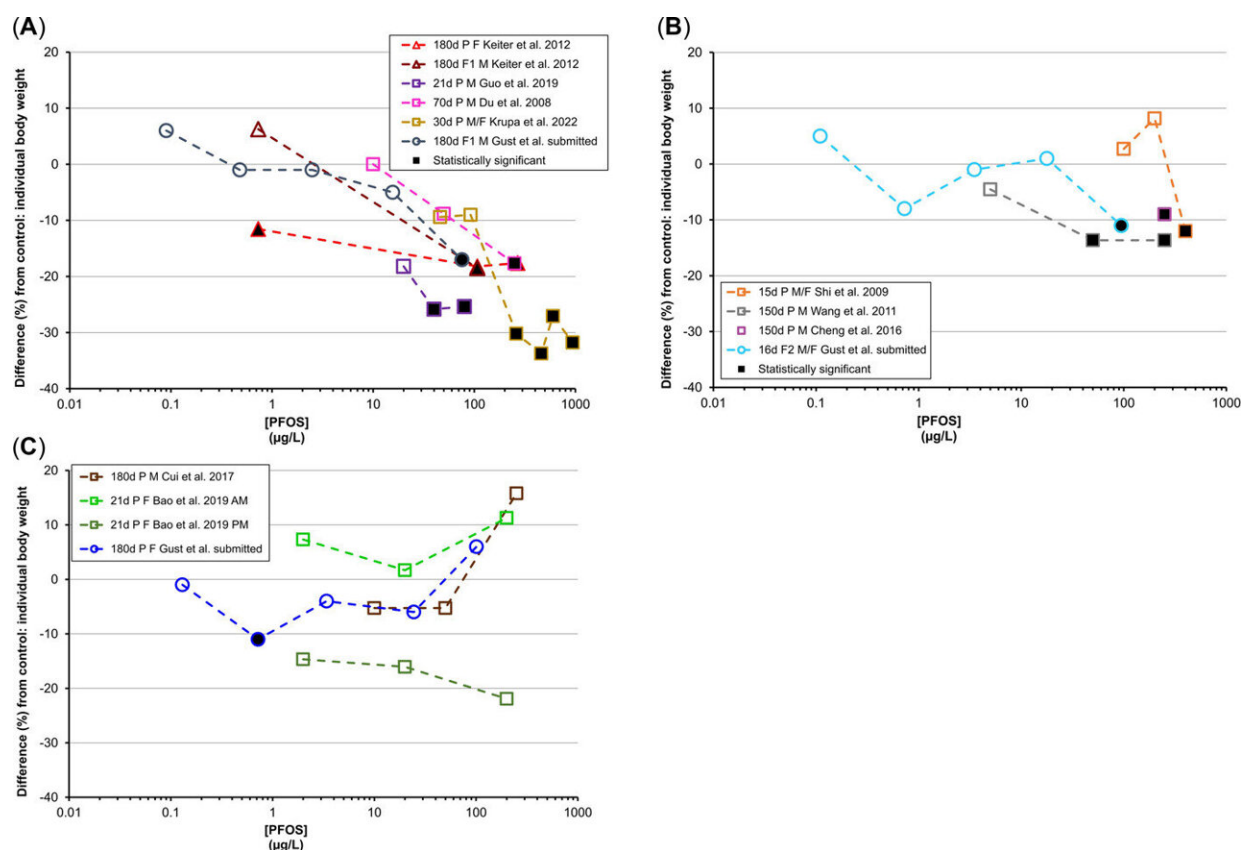 (A)
Difference (%) from control: individual body weight
20
10
0
-10
-20
-30
-40
180d P F Keiter et al. 2012
180d F1 M Keiter et al. 2012
21d P M Guo et al. 2019
70d P M Du et al. 2008
30d P M/F Krupa et al. 2022
180d F1 M Gust et al. submitted
Statistically significant
0.01 0.1 1 10 100 1000
[PFOS]
(µg/L)
(B)
Difference (%) from control: individual body weight
20
10
0
-10
-20
-30
-40
15d P M/F Shi et al. 2009
150d P M Wang et al. 2011
150d P M Cheng et al. 2016
16d F2 M/F Gust et al. submitted
Statistically significant
0.01 0.1 1 10 100 1000
[PFOS]
(µg/L)
(C)
Difference (%) from control: individual body weight
20
10
0
-10
-20
-30
-40
180d P M Cui et al. 2017
21d P F Bao et al. 2019 AM
21d P F Bao et al. 2019 PM
180d P F Gust et al. submitted
0.01 0.1 1 10 100 1000
[PFOS]
(µg/L)